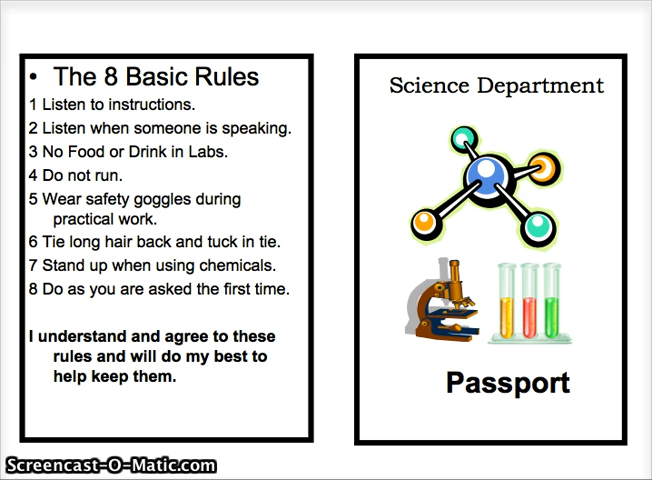 • The 8 Basic Rules
1 Listen to instructions.
2 Listen when someone is speaking.
3 No Food or Drink in Labs.
4 Do not run.
5 Wear safety goggles during
practical work.
6 Tie long hair back and tuck in tie.
7 Stand up when using chemicals.
8 Do as you are asked the first time.
I understand and agree to these
rules and will do my best to
help keep them.
Science Department
Passport
Screencast-O-Matic.com